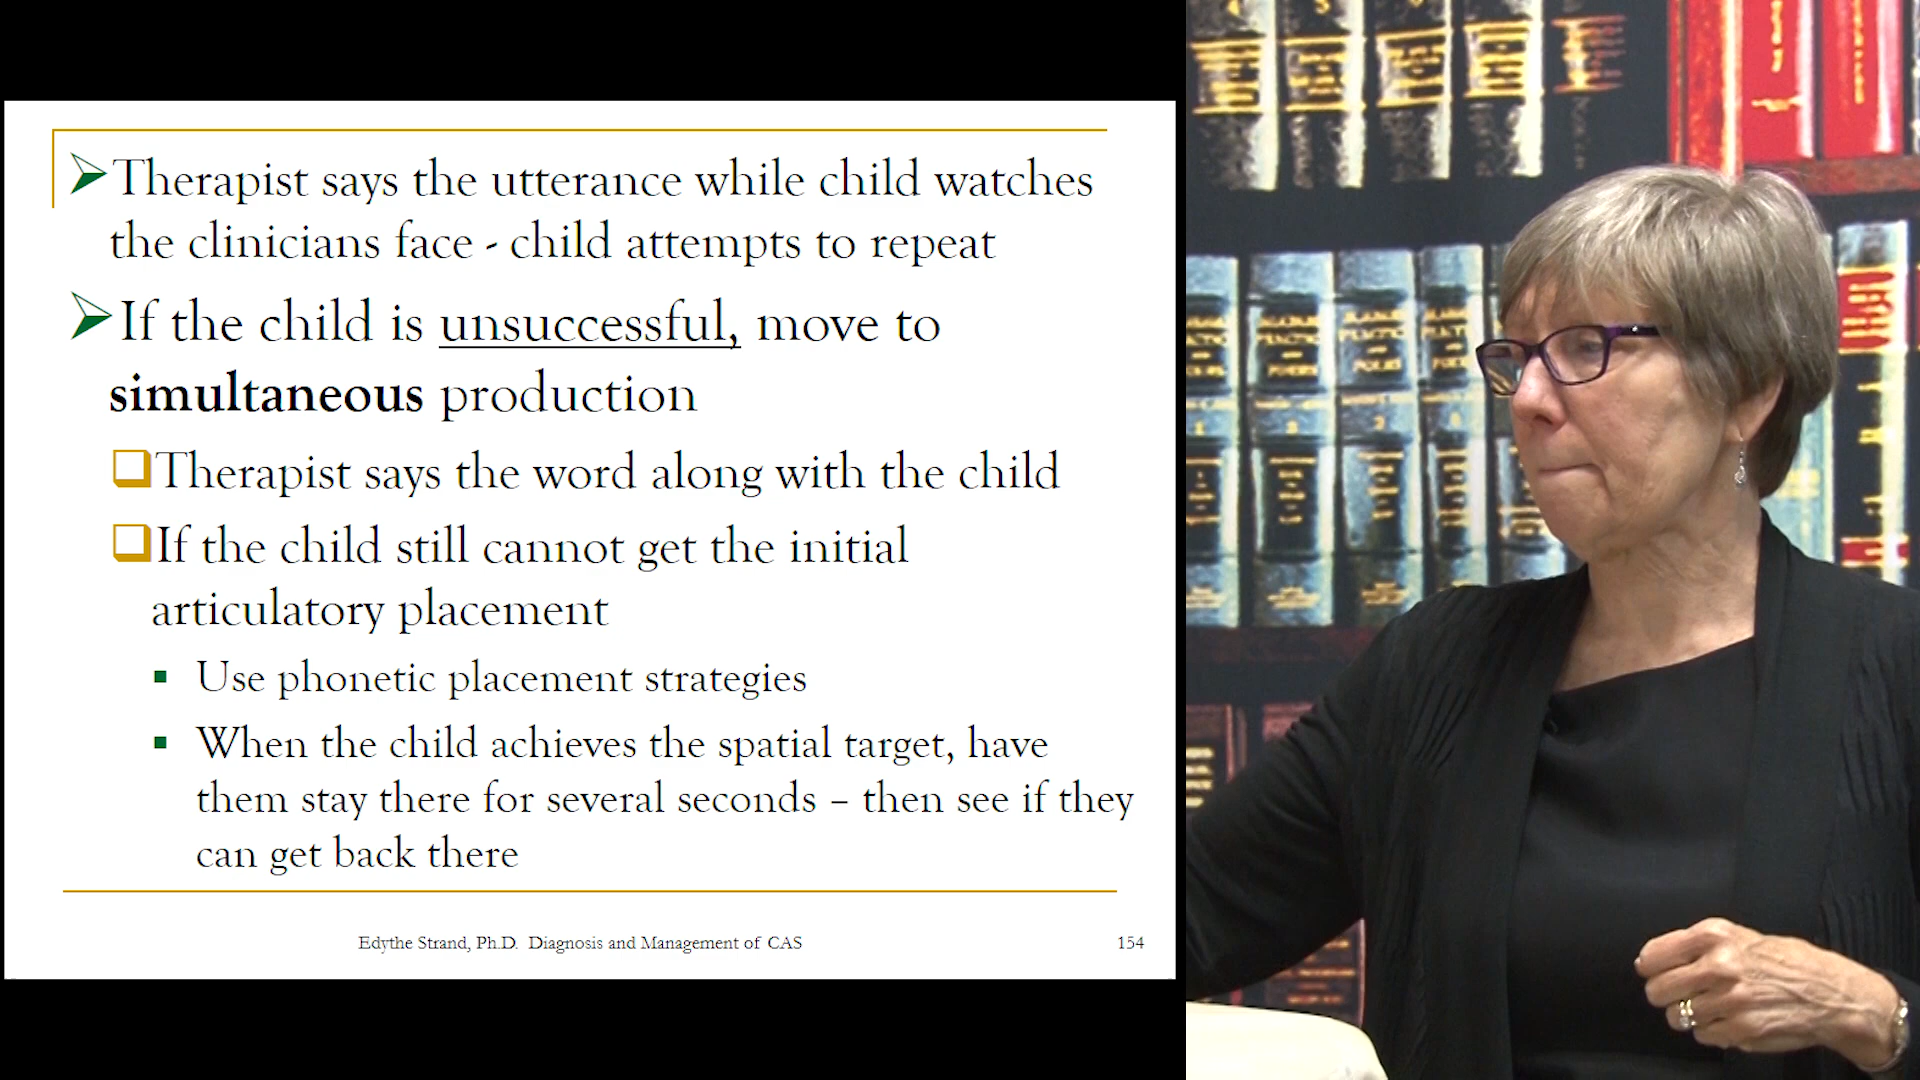 Therapist says the utterance while child watches
the clinicians face - child attempts to repeat
If the child is unsuccessful, move to
simultaneous production
Therapist says the word along with the child
If the child still cannot get the initial
articulatory placement
Use phonetic placement strategies
When the child achieves the spatial target, have
them stay there for several seconds – then see if they
can get back there
Edythe Strand, Ph.D. Diagnosis and Management of CAS
154